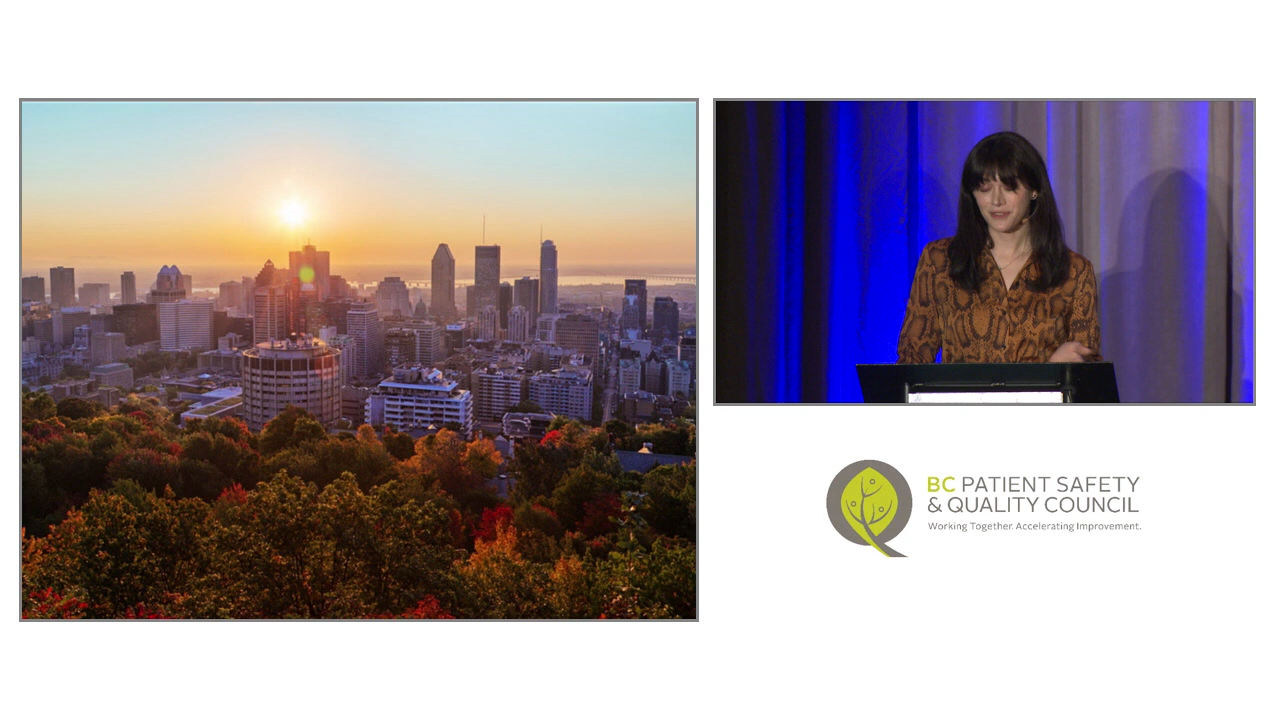 BC PATIENT SAFETY
& QUALITY COUNCIL
Working Together. Accelerating Improvement.